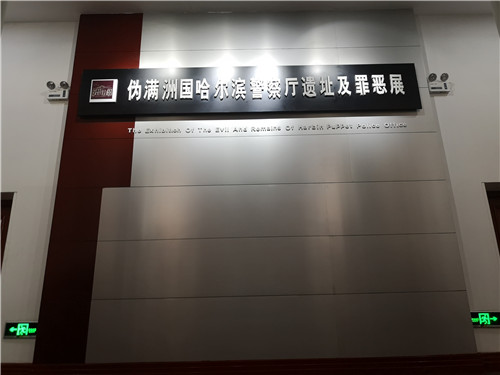 伪满洲国哈尔滨警察厅遗址及罪恶展
The Exhibition Of The Evil And Remains Of Harbin Puppet Police Office